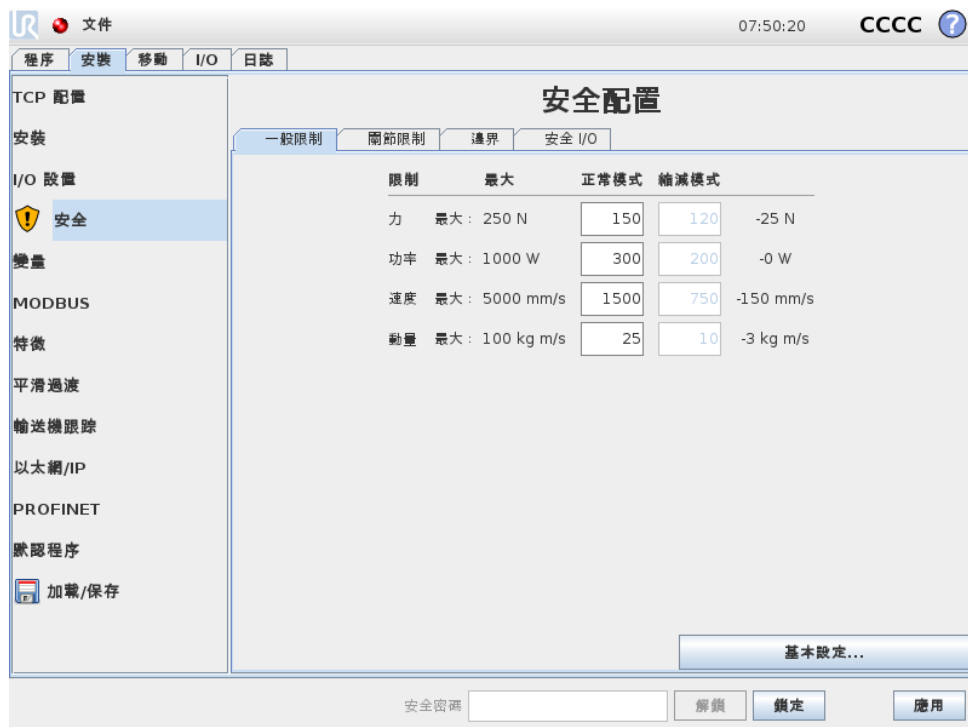 UR 文件 07:50:20 CCCC ?
程序 安裝 移動 I/O 日誌
TCP 配置
安裝
I/O 設置
安全
變量
MODBUS
特徵
平滑過渡
輸送機跟踪
以太網/IP
PROFINET
默認程序
加載/保存
安全配置
一般限制 關節限制 邊界 安全 I/O
限制 最大 正常模式 縮減模式
力 最大： 250 N 150 120 -25 N
功率 最大： 1000 W 300 200 -0 W
速度 最大： 5000 mm/s 1500 750 -150 mm/s
動量 最大： 100 kg m/s 25 10 -3 kg m/s
基本設定...
安全密碼 解鎖 鎖定 應用